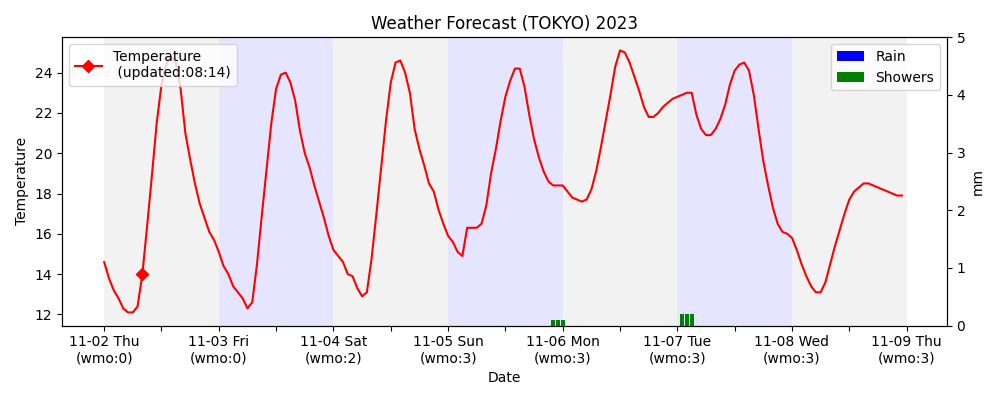 Weather Forecast (TOKYO) 2023
Temperature
(updated:08:14)
Rain
Showers
24
22
20
18
16
14
12
Temperature
5
4
3
2
1
0
mm
11-02 Thu
(wmo:0)
11-03 Fri
(wmo:0)
11-04 Sat
(wmo:2)
11-05 Sun
(wmo:3)
11-06 Mon
(wmo:3)
11-07 Tue
(wmo:3)
11-08 Wed
(wmo:3)
11-09 Thu
(wmo:3)
Date